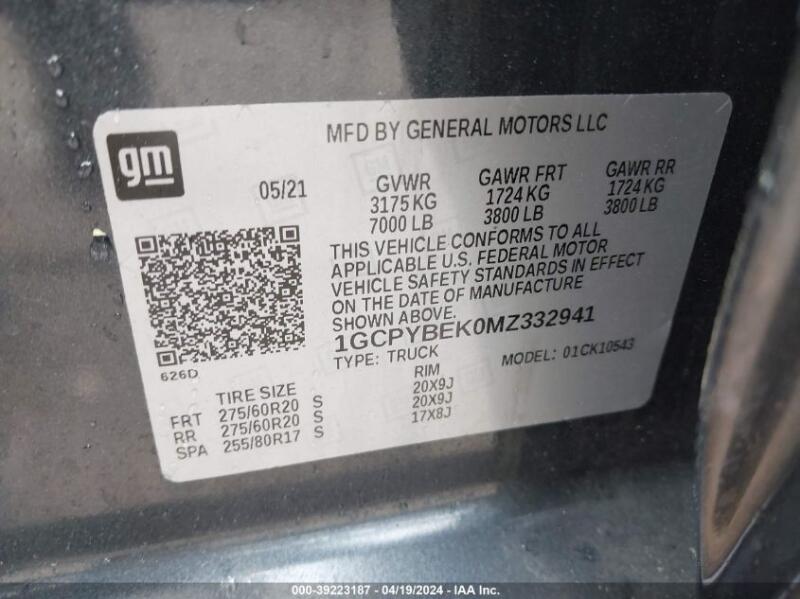 gm
MFD BY GENERAL MOTORS LLC
05/21 GVWR GAWR FRT GAWR RR
3175 KG 1724 KG 1724 KG
7000 LB 3800 LB 3800 LB
THIS VEHICLE CONFORMS TO ALL
APPLICABLE U.S. FEDERAL MOTOR
VEHICLE SAFETY STANDARDS IN EFFECT
ON THE DATE OF MANUFACTURE
SHOWN ABOVE.
1GCPYBEK0MZ332941
TYPE: TRUCK MODEL: 01CK10543
626D
TIRE SIZE RIM
FRT 275/60R20 S 20X9J
RR 275/60R20 S 20X9J
SPA 255/80R17 S 17X8J
000-39223187 - 04/19/2024 - IAA Inc.